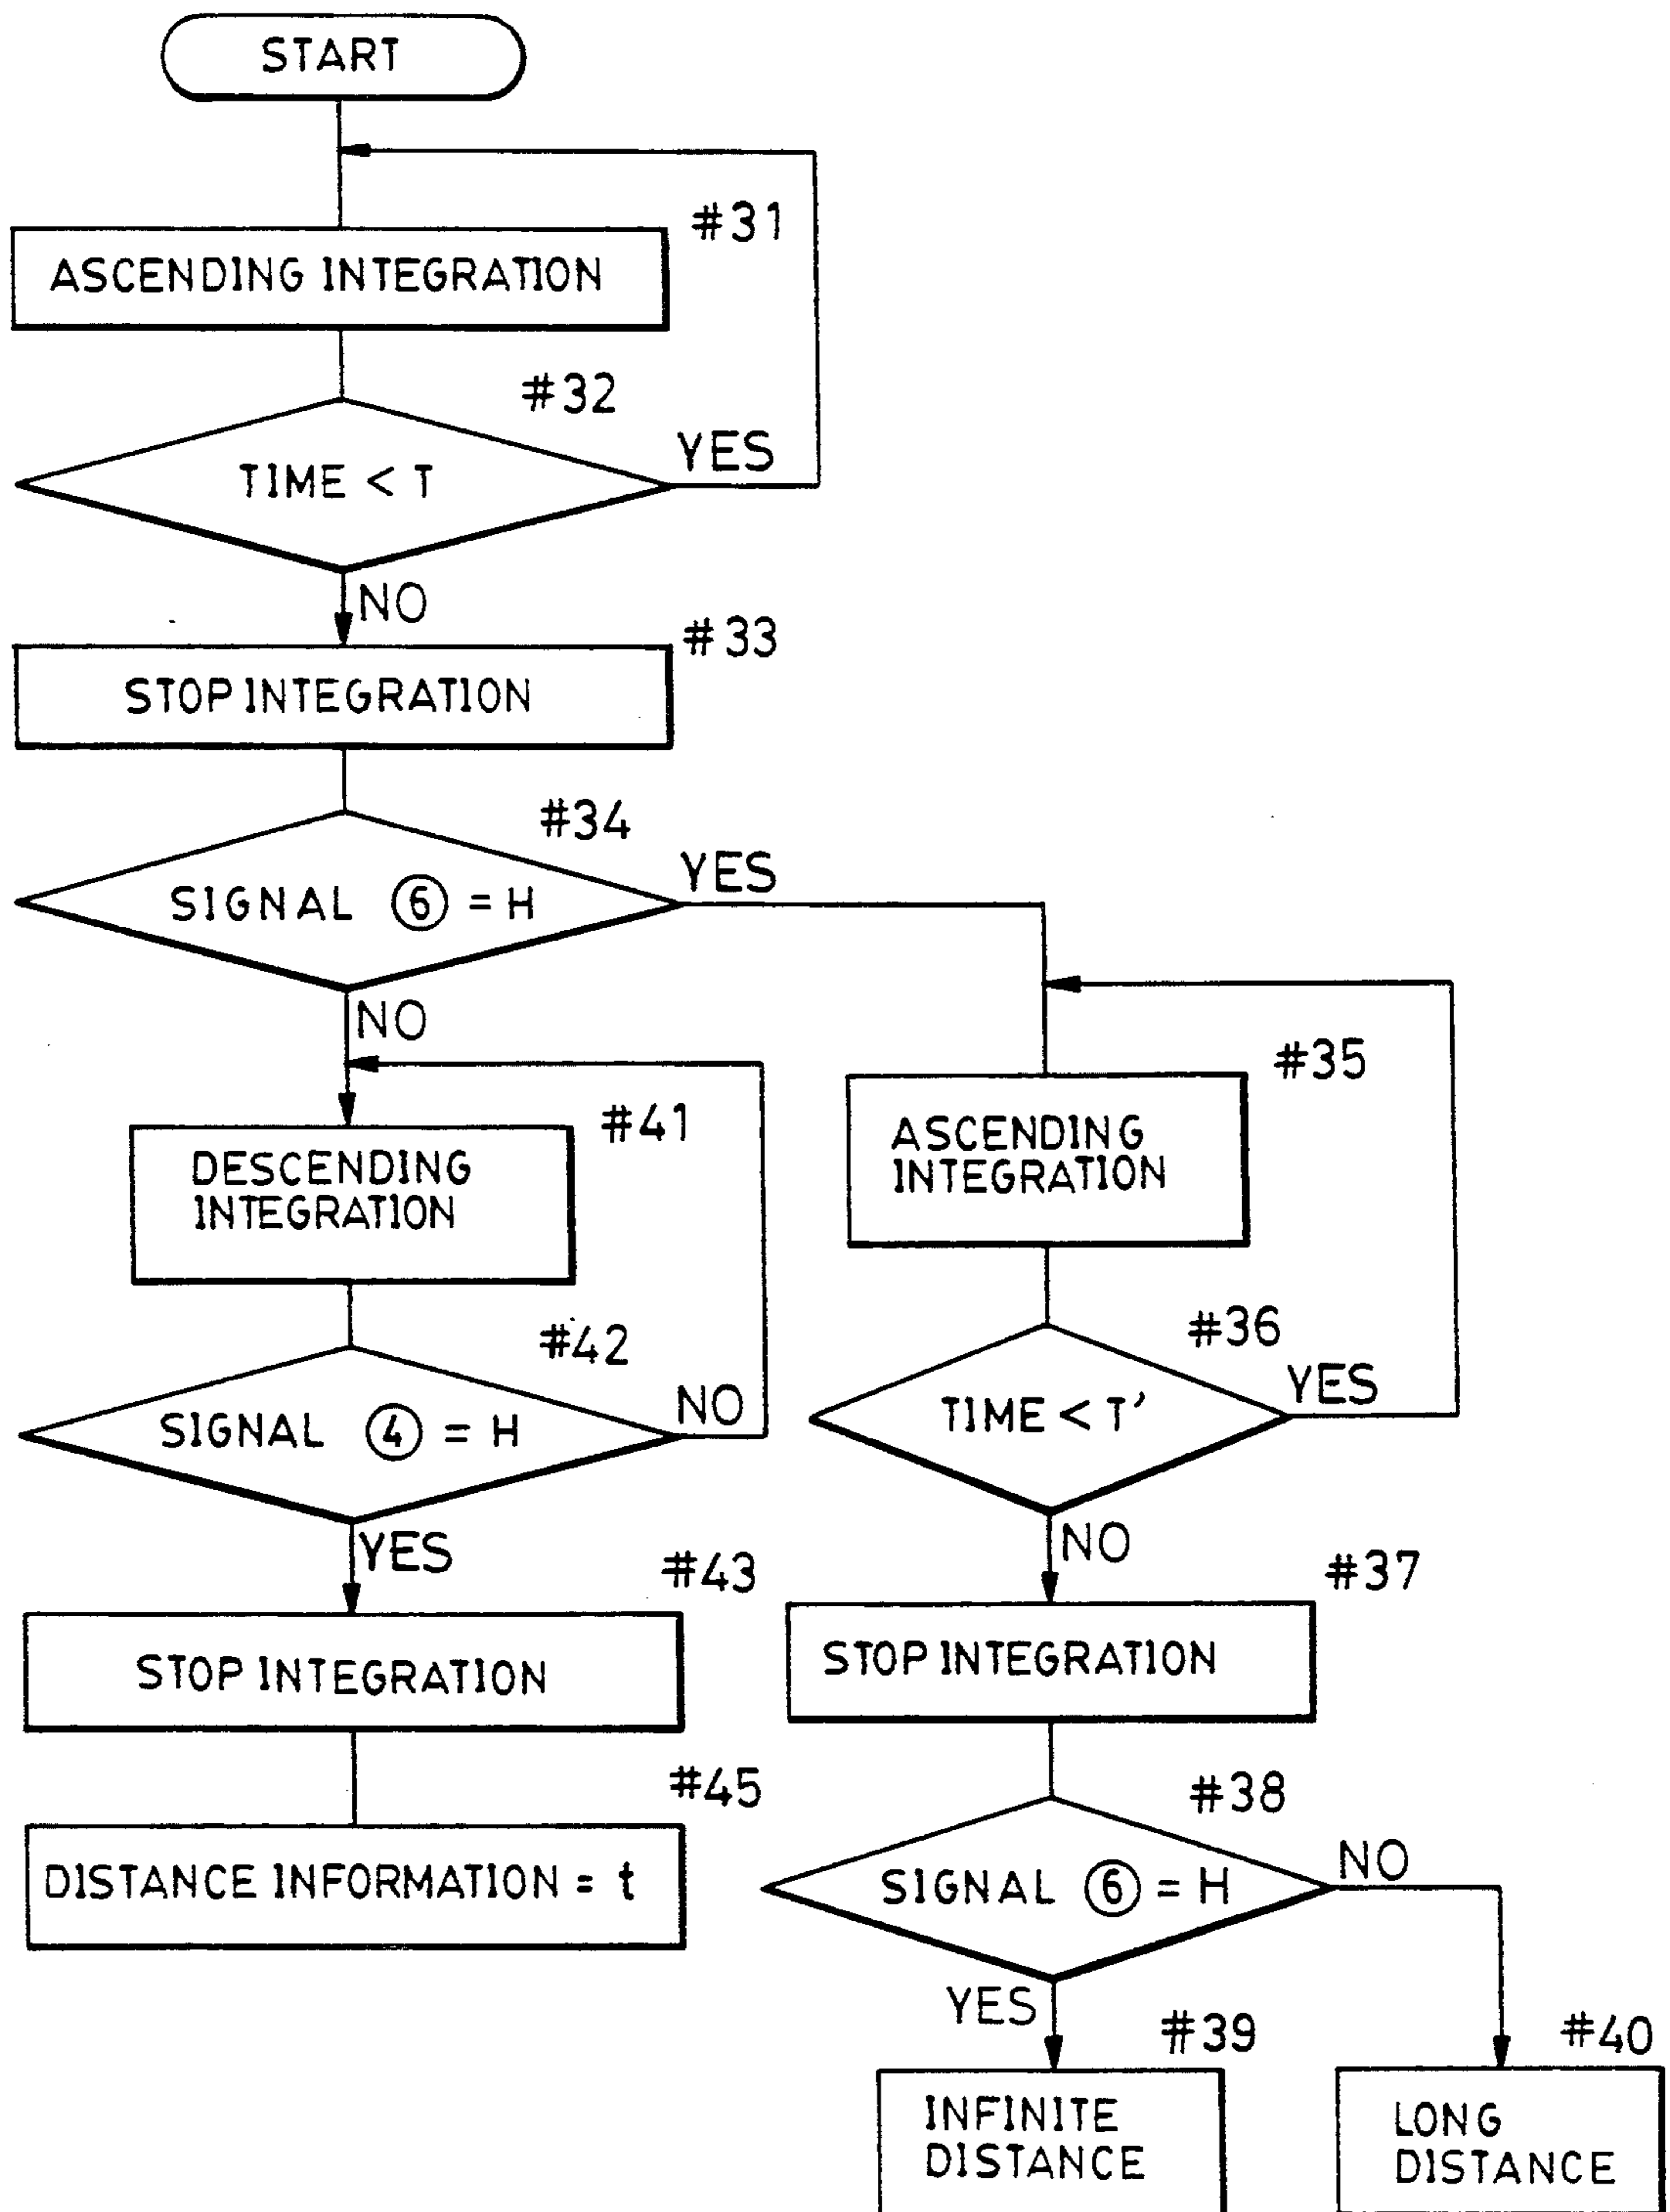 START
#31
ASCENDING INTEGRATION
#32
TIME < T
YES
NO
#33
STOP INTEGRATION
#34
SIGNAL ⑥ = H
YES
NO
#41
DESCENDING
INTEGRATION
#42
SIGNAL ④ = H
NO
YES
#43
STOP INTEGRATION
#45
DISTANCE INFORMATION = t
#35
ASCENDING
INTEGRATION
#36
TIME < T'
YES
NO
#37
STOP INTEGRATION
#38
SIGNAL ⑥ = H
NO
YES
#39
INFINITE
DISTANCE
#40
LONG
DISTANCE